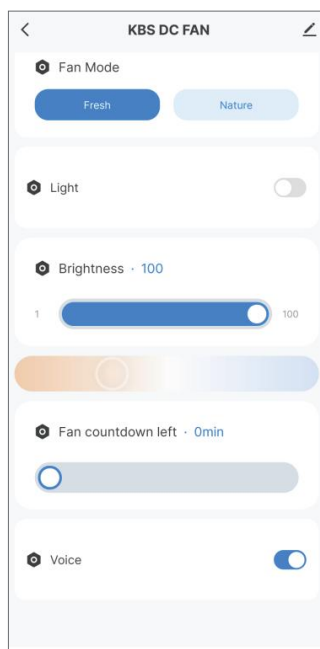 KBS DC FAN
Fan Mode
Fresh Nature
Light
Brightness · 100
1 100
Fan countdown left · 0min
Voice